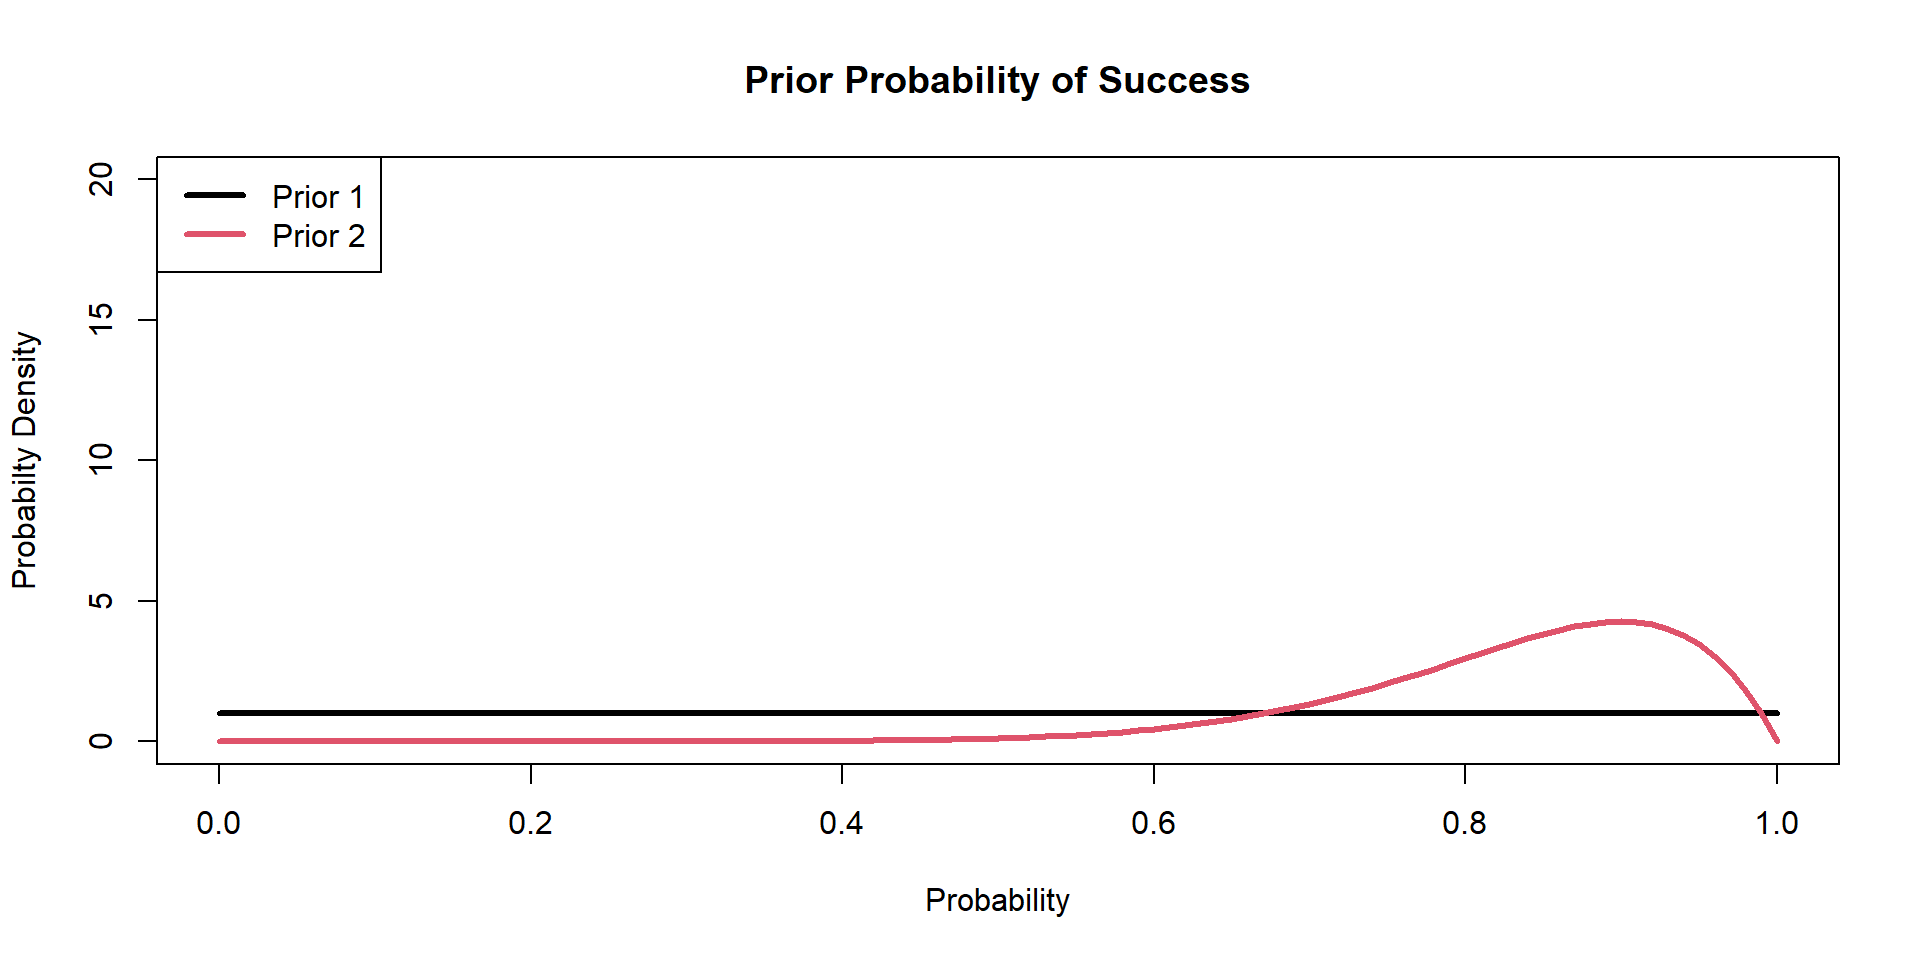 Prior Probability of Success
Prior 1
Prior 2
Probabilty Density
20
15
10
5
0
0.0 0.2 0.4 0.6 0.8 1.0
Probability